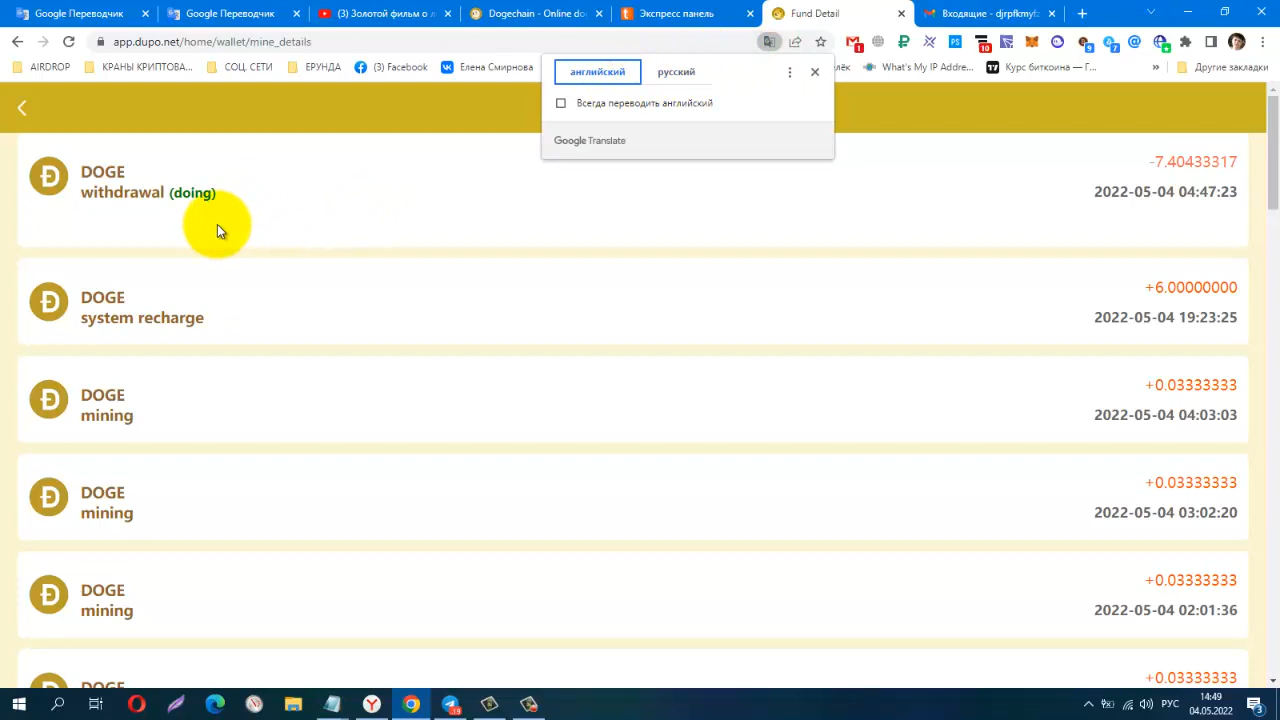 Google Переводчик
Google Переводчик
(3) Золотой фильм о л
Dogechain - Online do
Экспресс панель
Fund Detail
Входящие - djrpfkmy!
app.dupo.net/home/wallet/mine_details
AIRDROP
КРАНЫ КРИПТОВА...
СОЦ. СЕТИ
ЕРУНДА
(3) Facebook
Елена Смирнова
лёк
What's My IP Addre...
Курс биткоина — Г...
»
Другие закладки
английский
русский
Всегда переводить английский
Google Translate
DOGE
withdrawal (doing)
-7.40433317
2022-05-04 04:47:23
DOGE
system recharge
+6.00000000
2022-05-04 19:23:25
DOGE
mining
+0.03333333
2022-05-04 04:03:03
DOGE
mining
+0.03333333
2022-05-04 03:02:20
DOGE
mining
+0.03333333
2022-05-04 02:01:36
DOGE
+0.03333333
РУС
14:49
04.05.2022